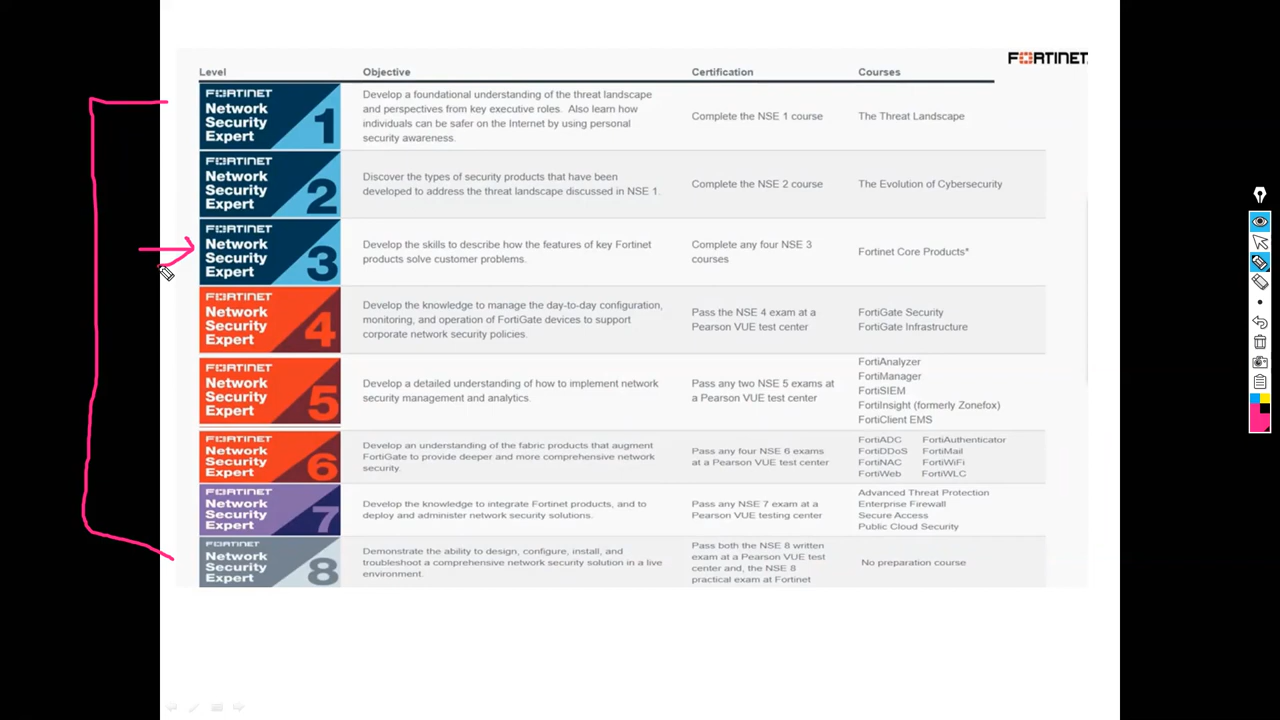 FORTINET
Level Objective Certification Courses
FORTINET
Network
Security
Expert
1
Develop a foundational understanding of the threat landscape
and perspectives from key executive roles. Also learn how
individuals can be safer on the Internet by using personal
security awareness.
Complete the NSE 1 course
The Threat Landscape
FORTINET
Network
Security
Expert
2
Discover the types of security products that have been
developed to address the threat landscape discussed in NSE 1.
Complete the NSE 2 course
The Evolution of Cybersecurity
FORTINET
Network
Security
Expert
3
Develop the skills to describe how the features of key Fortinet
products solve customer problems.
Complete any four NSE 3
courses
Fortinet Core Products*
FORTINET
Network
Security
Expert
4
Develop the knowledge to manage the day-to-day configuration,
monitoring, and operation of FortiGate devices to support
corporate network security policies.
Pass the NSE 4 exam at a
Pearson VUE test center
FortiGate Security
FortiGate Infrastructure
FORTINET
Network
Security
Expert
5
Develop a detailed understanding of how to implement network
security management and analytics.
Pass any two NSE 5 exams at
a Pearson VUE test center
FortiAnalyzer
FortiManager
FortiSIEM
FortiInsight (formerly Zonefox)
FortiClient EMS
FORTINET
Network
Security
Expert
6
Develop an understanding of the fabric products that augment
FortiGate to provide deeper and more comprehensive network
security.
Pass any four NSE 6 exams
at a Pearson VUE test center
FortiADC FortiAuthenticator
FortiDDoS FortiMail
FortiNAC FortiWiFi
FortiWeb FortiWLC
FORTINET
Network
Security
Expert
7
Develop the knowledge to integrate Fortinet products, and to
deploy and administer network security solutions.
Pass any NSE 7 exam at a
Pearson VUE testing center
Advanced Threat Protection
Enterprise Firewall
Secure Access
Public Cloud Security
FORTINET
Network
Security
Expert
8
Demonstrate the ability to design, configure, install, and
troubleshoot a comprehensive network security solution in a live
environment.
Pass both the NSE 8 written
exam at a Pearson VUE test
center and, the NSE 8
practical exam at Fortinet
No preparation course